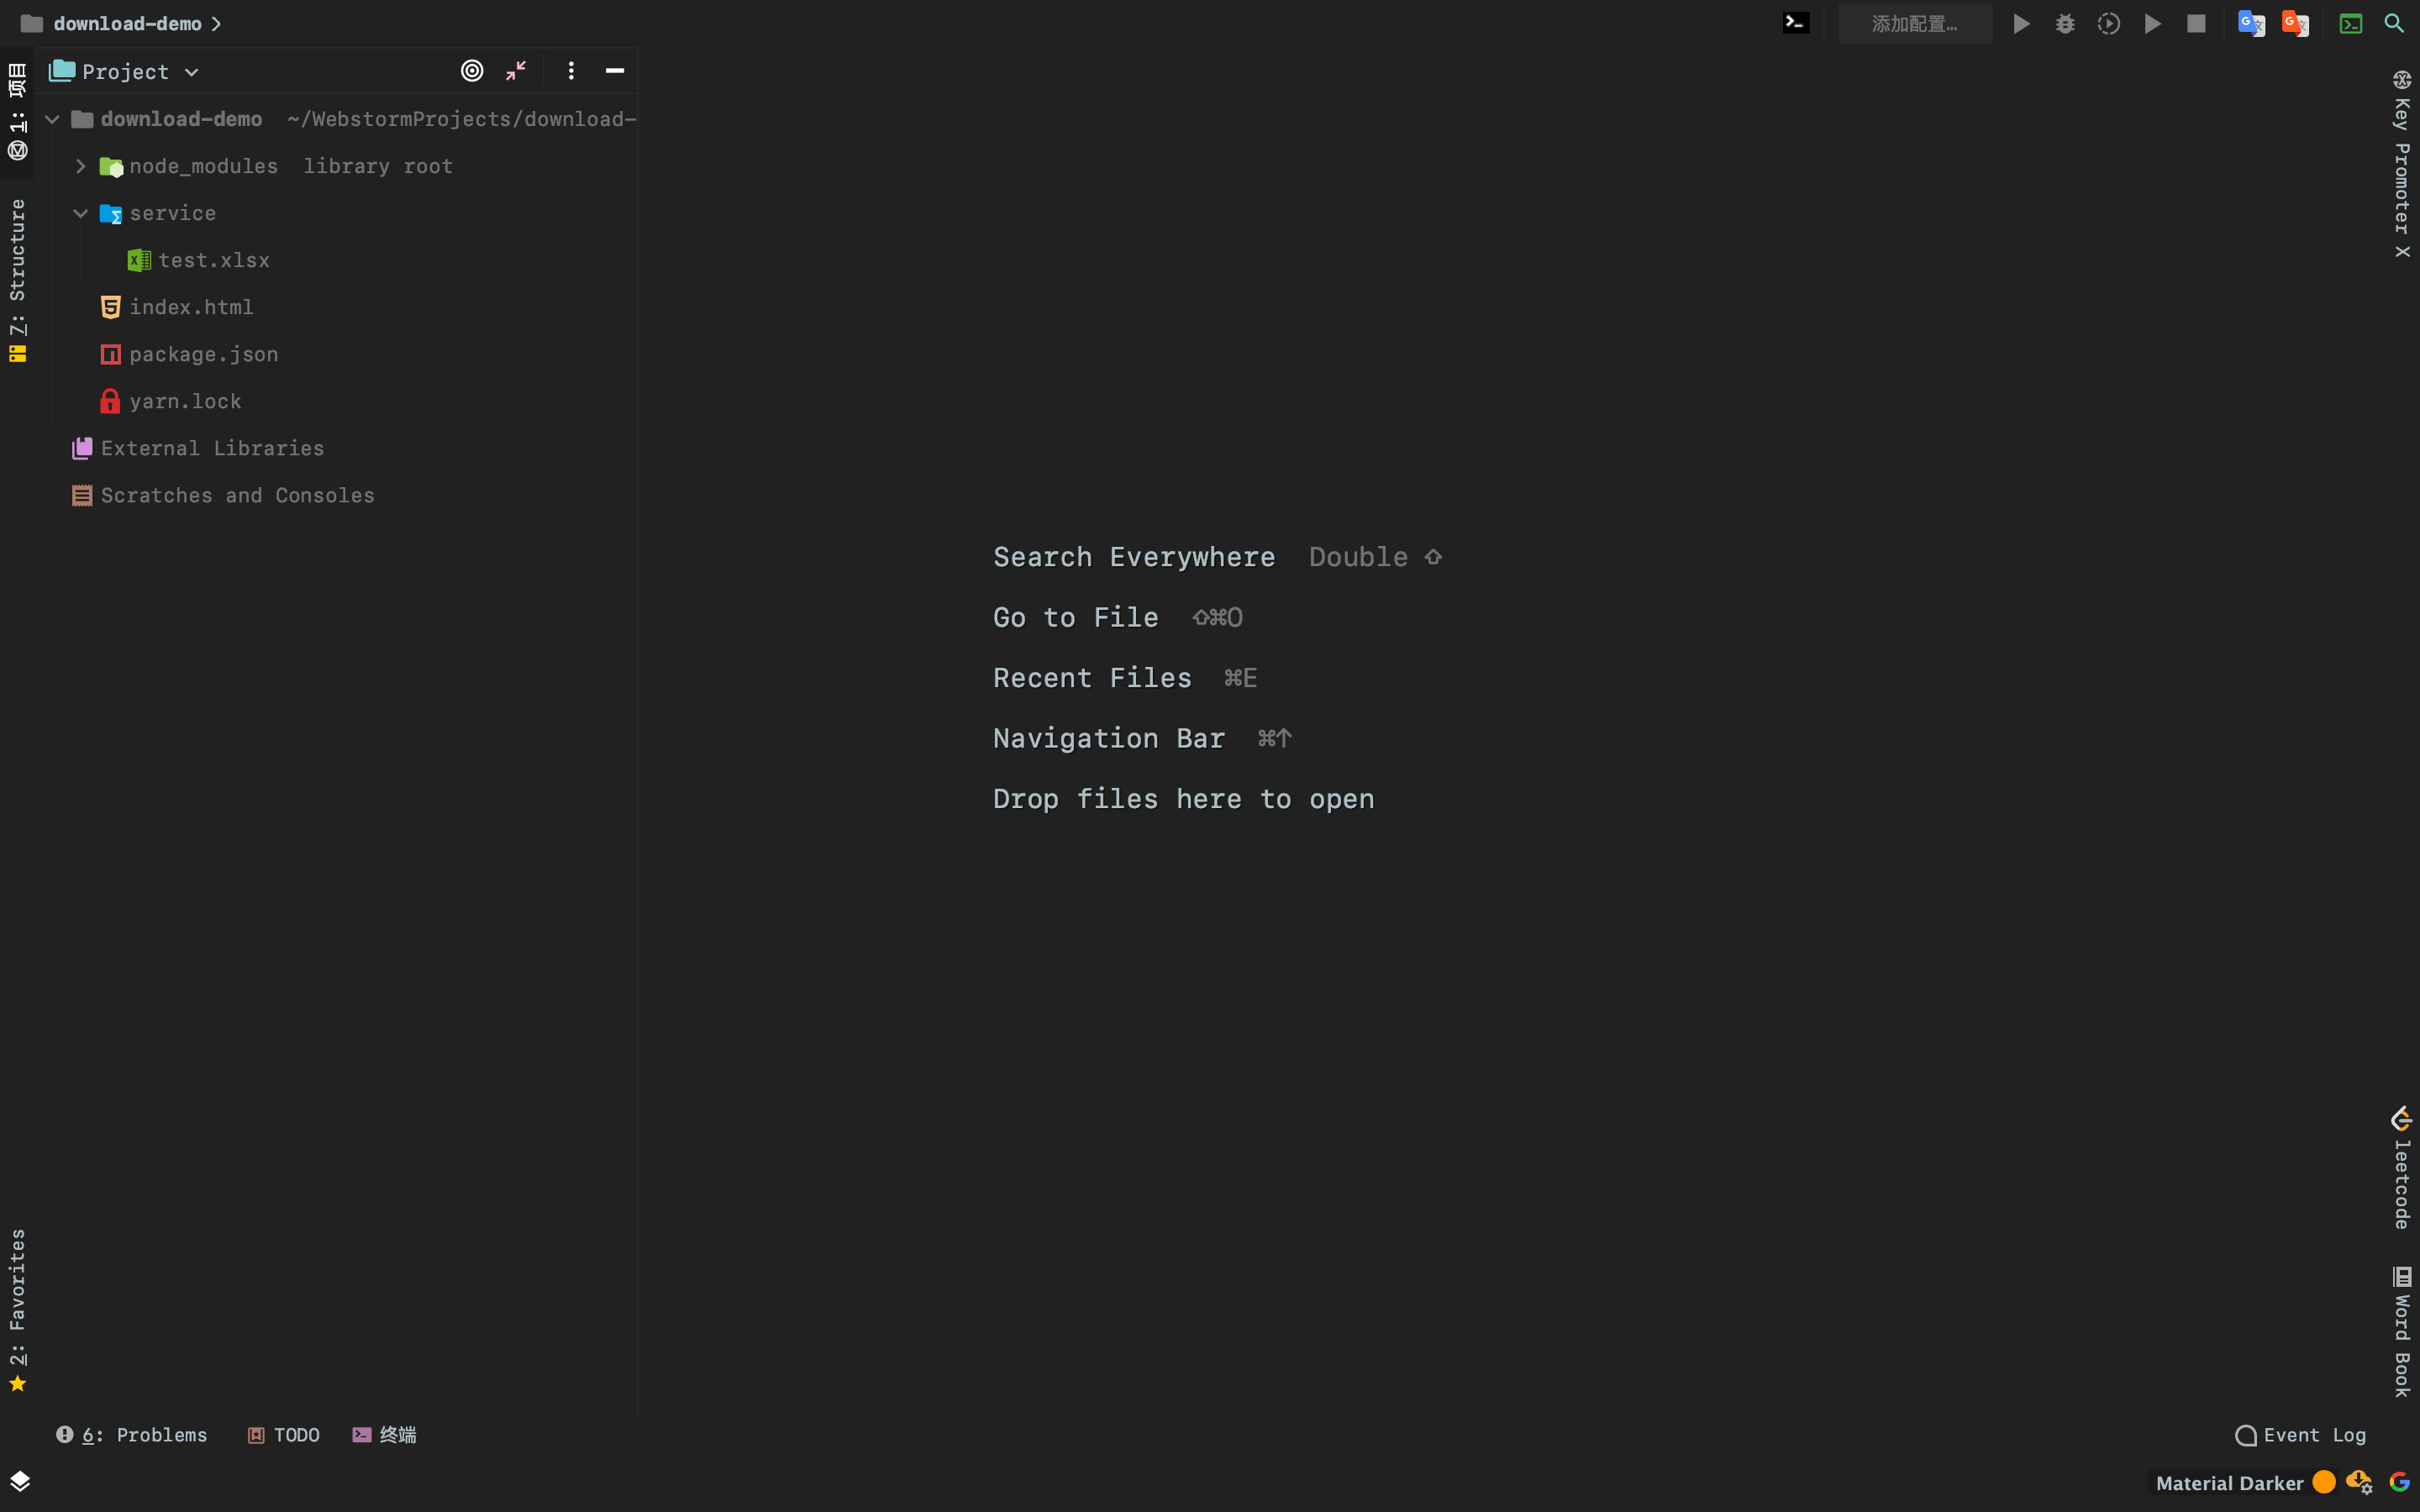 download-demo
添加配置...
1: 项目
Project
download-demo ~/WebstormProjects/download-
node_modules library root
service
test.xlsx
index.html
package.json
yarn.lock
External Libraries
Scratches and Consoles
7: Structure
2: Favorites
Search Everywhere Double ⇧
Go to File ⇧⌘O
Recent Files ⌘E
Navigation Bar ⌘↑
Drop files here to open
Key Promoter X
leetcode
Word Book
6: Problems
TODO
终端
Event Log
Material Darker